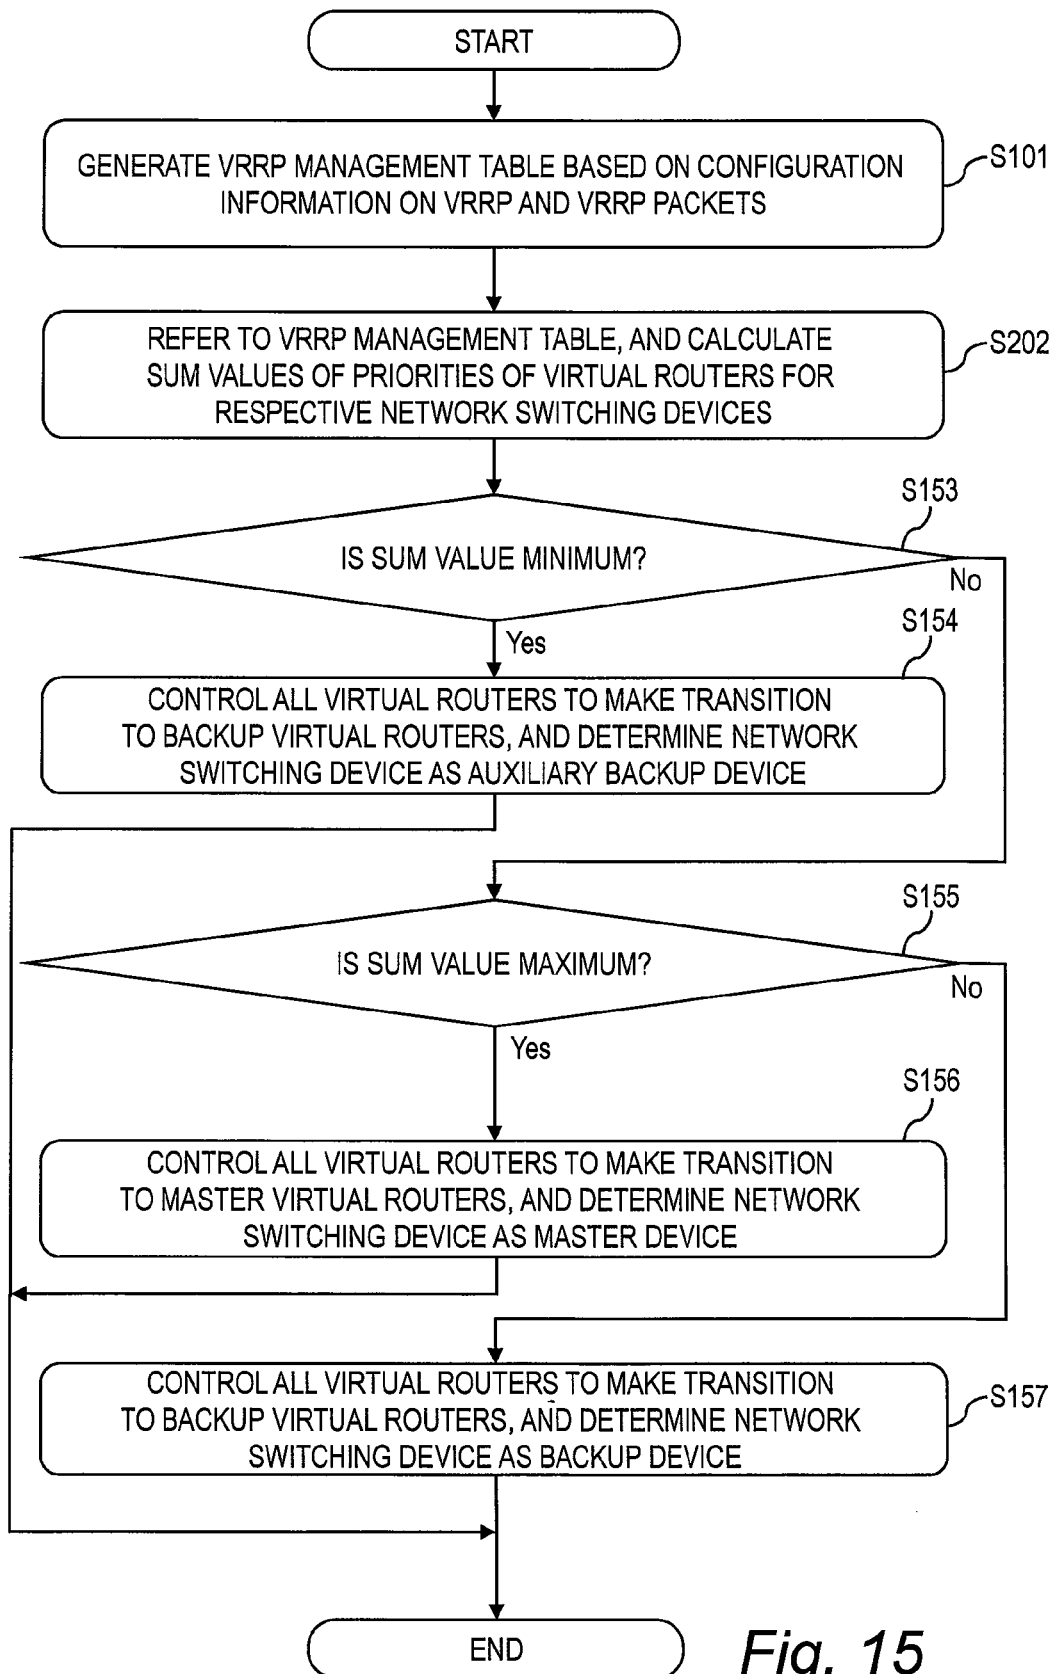 START
GENERATE VRRP MANAGEMENT TABLE BASED ON CONFIGURATION
INFORMATION ON VRRP AND VRRP PACKETS
S101
REFER TO VRRP MANAGEMENT TABLE, AND CALCULATE
SUM VALUES OF PRIORITIES OF VIRTUAL ROUTERS FOR
RESPECTIVE NETWORK SWITCHING DEVICES
S202
S153
IS SUM VALUE MINIMUM?
No
Yes
S154
CONTROL ALL VIRTUAL ROUTERS TO MAKE TRANSITION
TO BACKUP VIRTUAL ROUTERS, AND DETERMINE NETWORK
SWITCHING DEVICE AS AUXILIARY BACKUP DEVICE
S155
IS SUM VALUE MAXIMUM?
No
Yes
S156
CONTROL ALL VIRTUAL ROUTERS TO MAKE TRANSITION
TO MASTER VIRTUAL ROUTERS, AND DETERMINE NETWORK
SWITCHING DEVICE AS MASTER DEVICE
CONTROL ALL VIRTUAL ROUTERS TO MAKE TRANSITION
TO BACKUP VIRTUAL ROUTERS, AND DETERMINE NETWORK
SWITCHING DEVICE AS BACKUP DEVICE
S157
END
Fig. 15